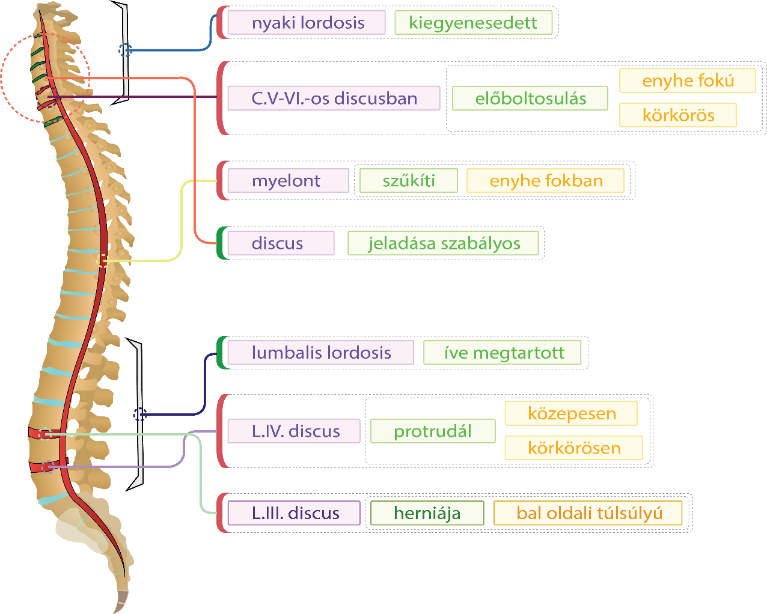 nyaki lordosis kiegyenesedett
C.V-VI.-os discusban előboltosulás enyhe fokú
körkörös
myelont szűkíti enyhe fokban
discus jeladása szabályos
lumbalis lordosis íve megtartott
L.IV. discus protrudál közepesen
körkörösen
L.III. discus herniája bal oldali túlsúlyú